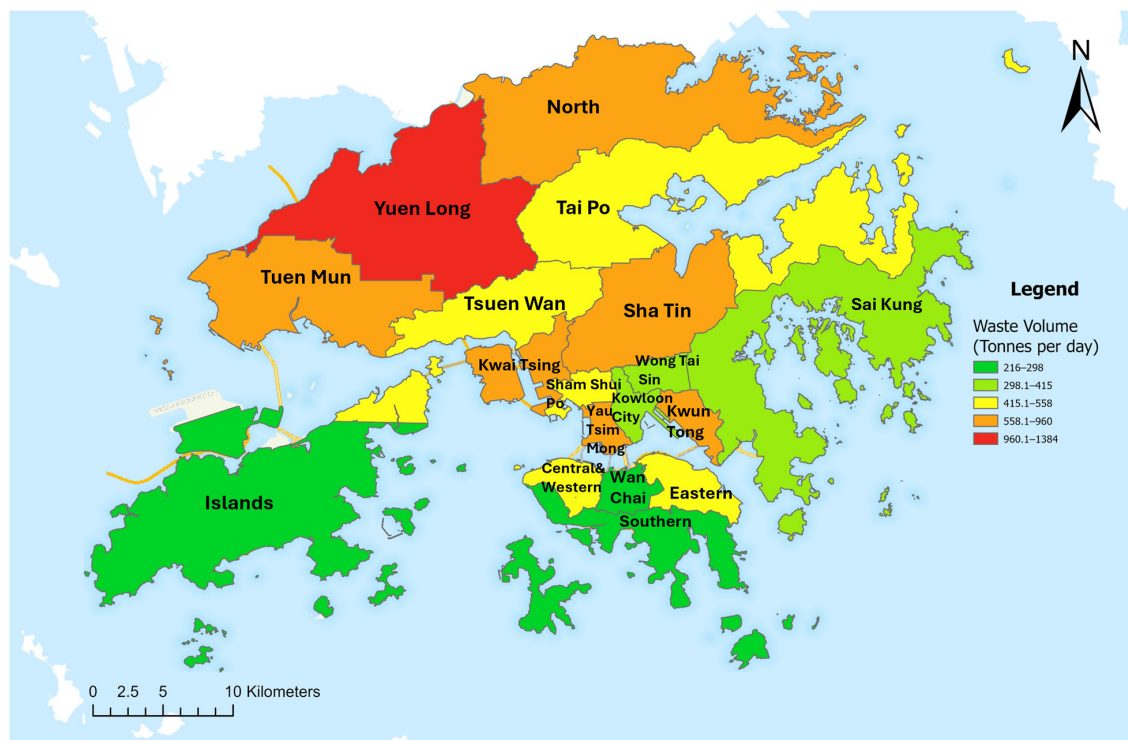 N
North
Yuen Long
Tai Po
Tuen Mun
Tsuen Wan
Sha Tin
Sai Kung
Kwai Tsing
Wong Tai
Sin
Sham Shui
Po
Kowloon
City
Yau
Tsim
Mong
Kwun
Tong
Central&
Western
Wan
Chai
Eastern
Southern
Islands
Legend
Waste Volume
(Tonnes per day)
216–298
298.1–415
415.1–558
558.1–960
960.1–1384
0 2.5 5 10 Kilometers